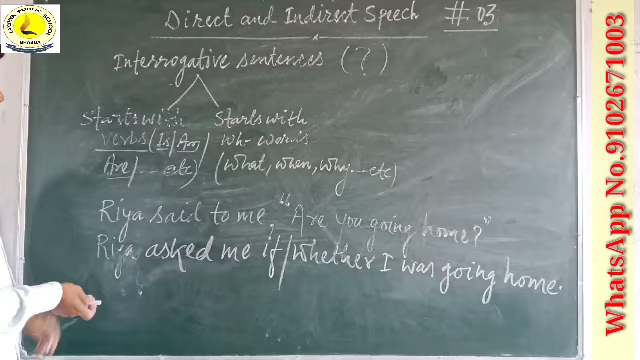 Direct and Indirect Speech # 03
Interrogative sentences (?)
Starts with
verbs (Is/Am/
Are/...etc)
Starts with
wh-words
(What, when, why...etc)
Riya said to me, "Are you going home?"
Riya asked me if/whether I was going home.
WhatsApp No.9102671003